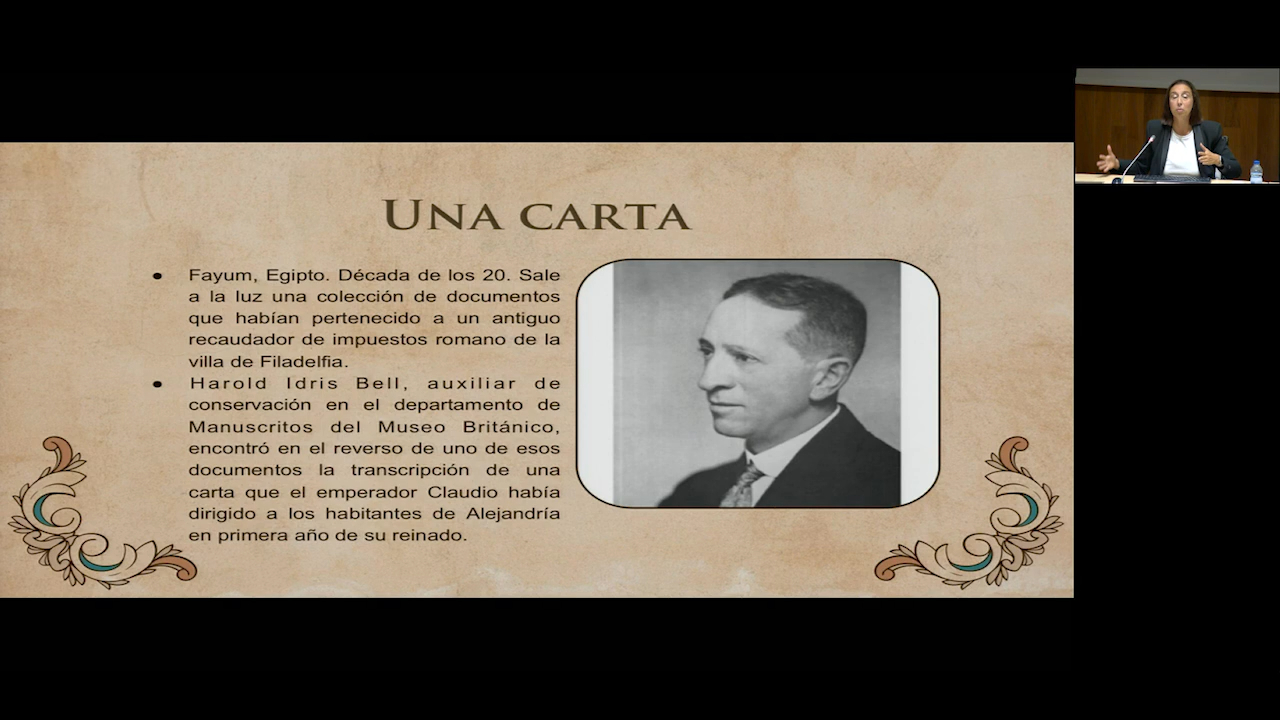 UNA CARTA
● Fayum, Egipto. Década de los 20. Sale
a la luz una colección de documentos
que habían pertenecido a un antiguo
recaudador de impuestos romano de la
villa de Filadelfia.
● Harold Idris Bell, auxiliar de
conservación en el departamento de
Manuscritos del Museo Británico,
encontró en el reverso de uno de esos
documentos la transcripción de una
carta que el emperador Claudio había
dirigido a los habitantes de Alejandría
en primera año de su reinado.